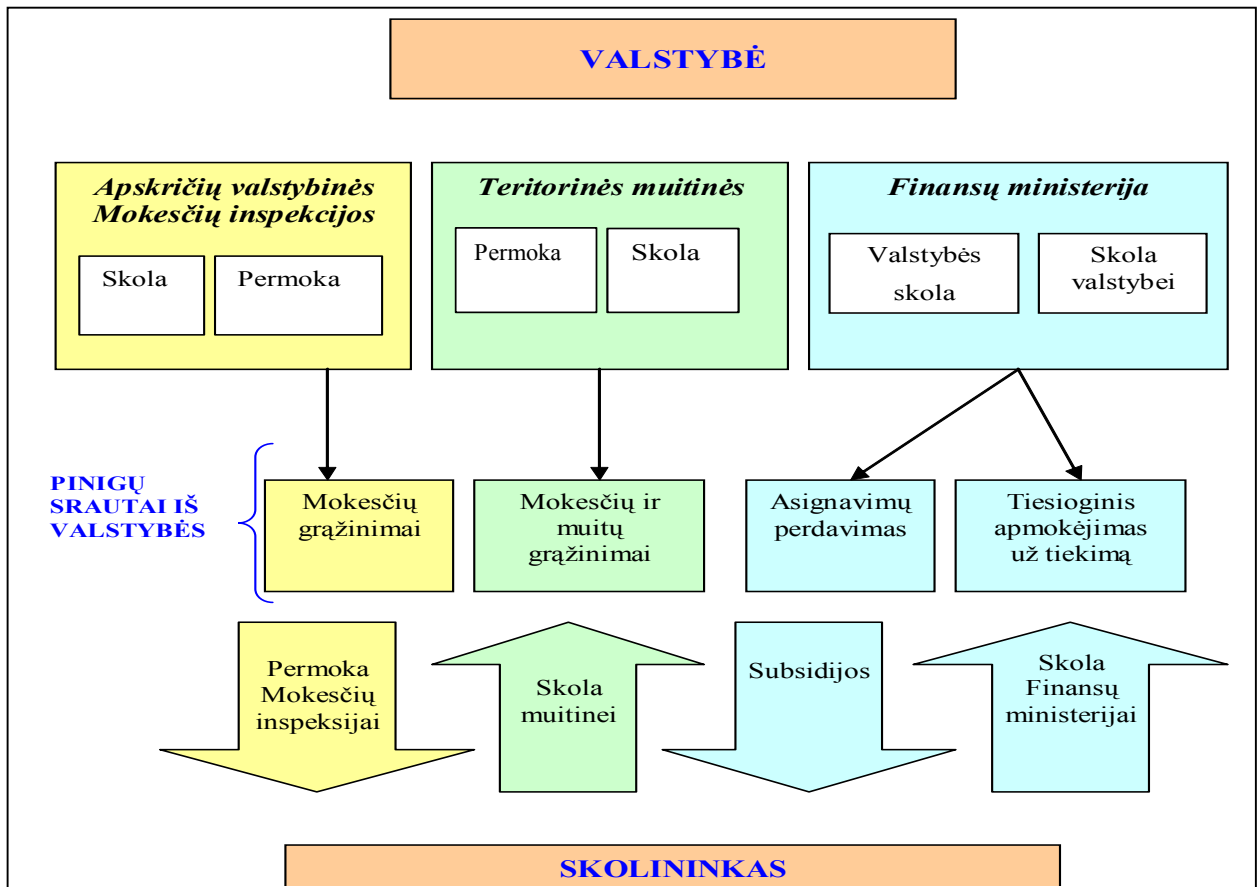 VALSTYBĖ
Apskričių valstybinės
Mokesčių inspekcijos
Skola
Permoka
Teritorinės muitinės
Permoka
Skola
Finansų ministerija
Valstybės
skola
Skola
valstybei
PINIGŲ
SRAUTAI IŠ
VALSTYBĖS
Mokesčių
grąžinimai
Mokesčių ir
muitų
grąžinimai
Asignavimų
perdavimas
Tiesioginis
apmokėjimas
už tiekimą
Permoka
Mokesčių
inspeksijai
Skola
muitinei
Subsidijos
Skola
Finansų
ministerijai
SKOLININKAS